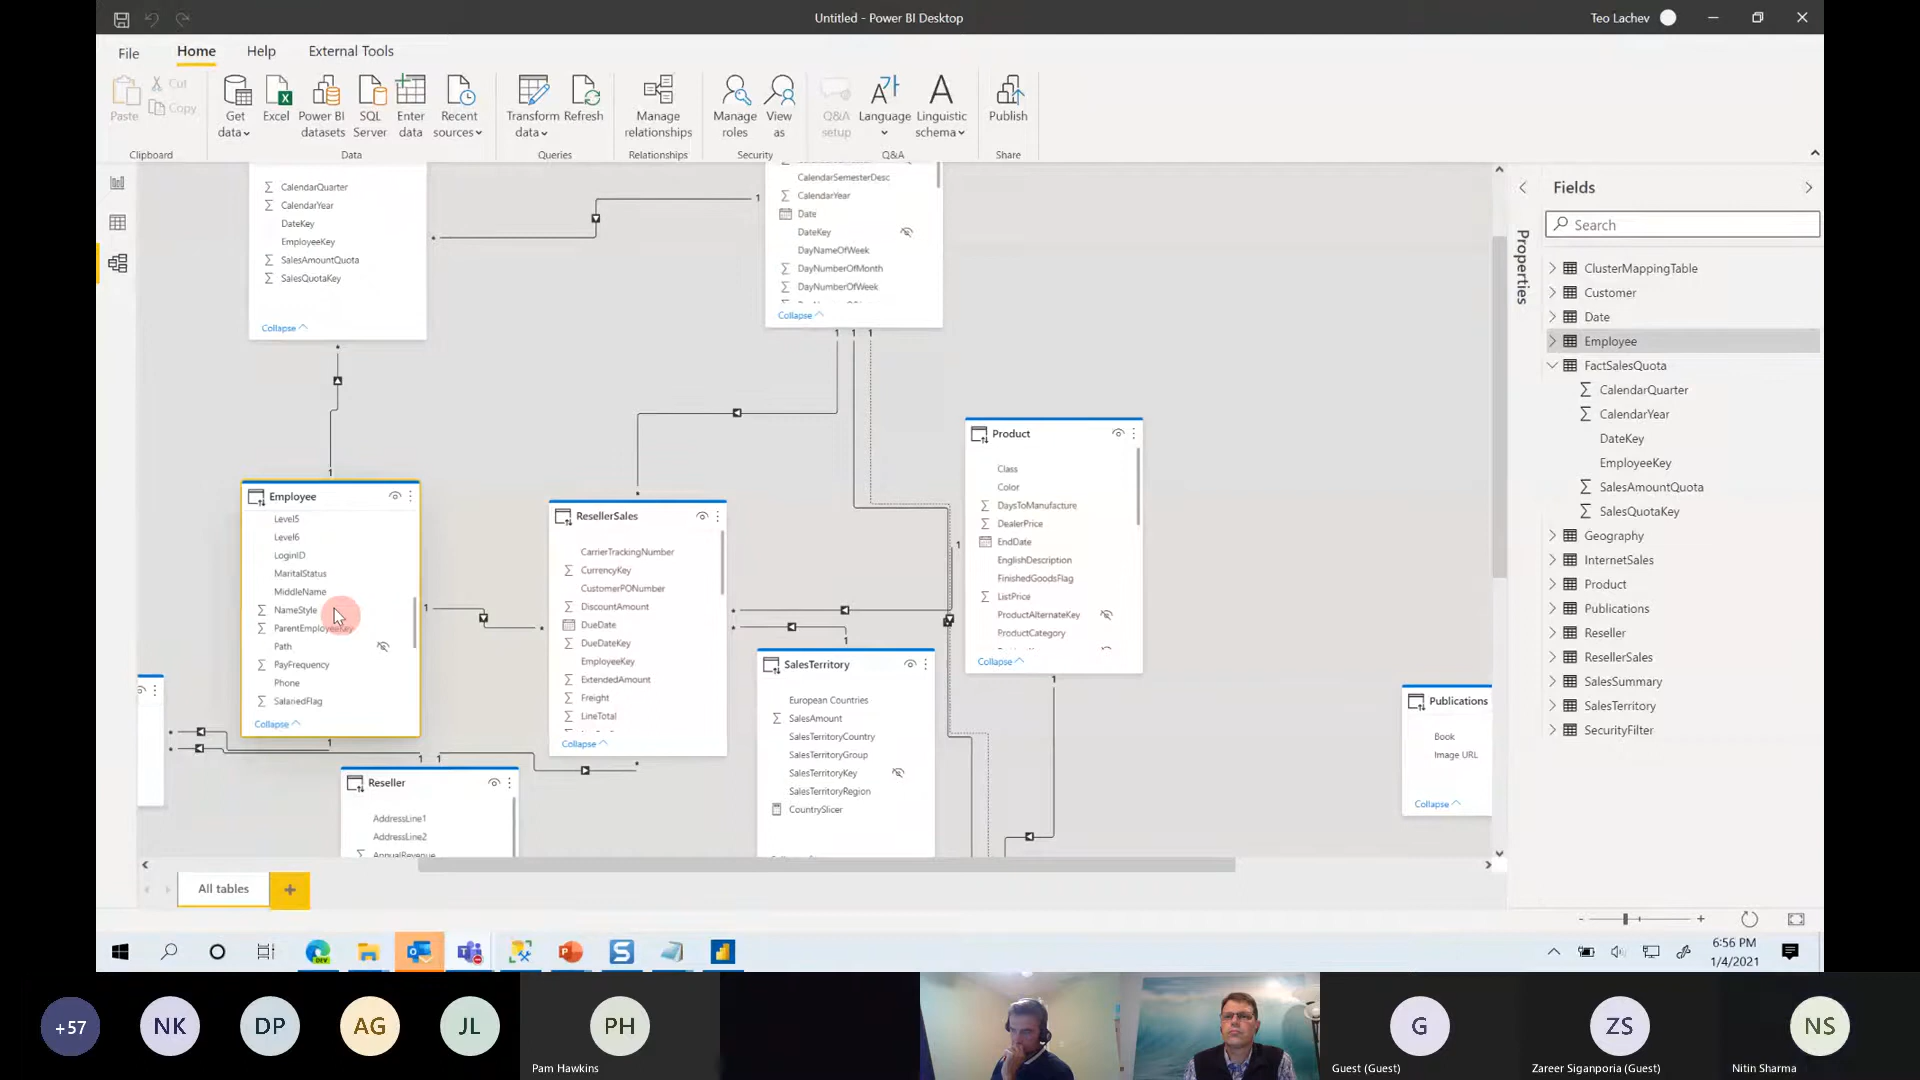 Untitled - Power BI Desktop
Teo Lachev
File
Home
Help
External Tools
Paste
Cut
Copy
Get data
Excel
Power BI datasets
SQL Server
Enter data
Recent sources
Transform data
Refresh
Manage relationships
Manage roles
View as
Q&A setup
Language
Linguistic schema
Publish
Clipboard
Data
Queries
Relationships
Security
Q&A
Share
CalendarQuarter
CalendarYear
DateKey
EmployeeKey
SalesAmountQuota
SalesQuotaKey
Collapse
CalendarSemesterDesc
CalendarYear
Date
DateKey
DayNameOfWeek
DayNumberOfMonth
DayNumberOfWeek
Collapse
Employee
Level5
Level6
LoginID
MaritalStatus
MiddleName
NameStyle
ParentEmployeeKey
Path
PayFrequency
Phone
SalariedFlag
Collapse
ResellerSales
CarrierTrackingNumber
CurrencyKey
CustomerPONumber
DiscountAmount
DueDate
DueDateKey
EmployeeKey
ExtendedAmount
Freight
LineTotal
Collapse
Product
Class
Color
DaysToManufacture
DealerPrice
EndDate
EnglishDescription
FinishedGoodsFlag
ListPrice
ProductAlternateKey
ProductCategory
Collapse
SalesTerritory
European Countries
SalesAmount
SalesTerritoryCountry
SalesTerritoryGroup
SalesTerritoryKey
SalesTerritoryRegion
CountrySlicer
Reseller
AddressLine1
AddressLine2
AnnualRevenue
Publications
Book
Image URL
Collapse
Properties
Fields
Search
ClusterMappingTable
Customer
Date
Employee
FactSalesQuota
CalendarQuarter
CalendarYear
DateKey
EmployeeKey
SalesAmountQuota
SalesQuotaKey
Geography
InternetSales
Product
Publications
Reseller
ResellerSales
SalesSummary
SalesTerritory
SecurityFilter
All tables
6:56 PM
1/4/2021
+57
NK
DP
AG
JL
PH
Pam Hawkins
G
Guest (Guest)
ZS
Zareer Siganporia (Guest)
NS
Nitin Sharma